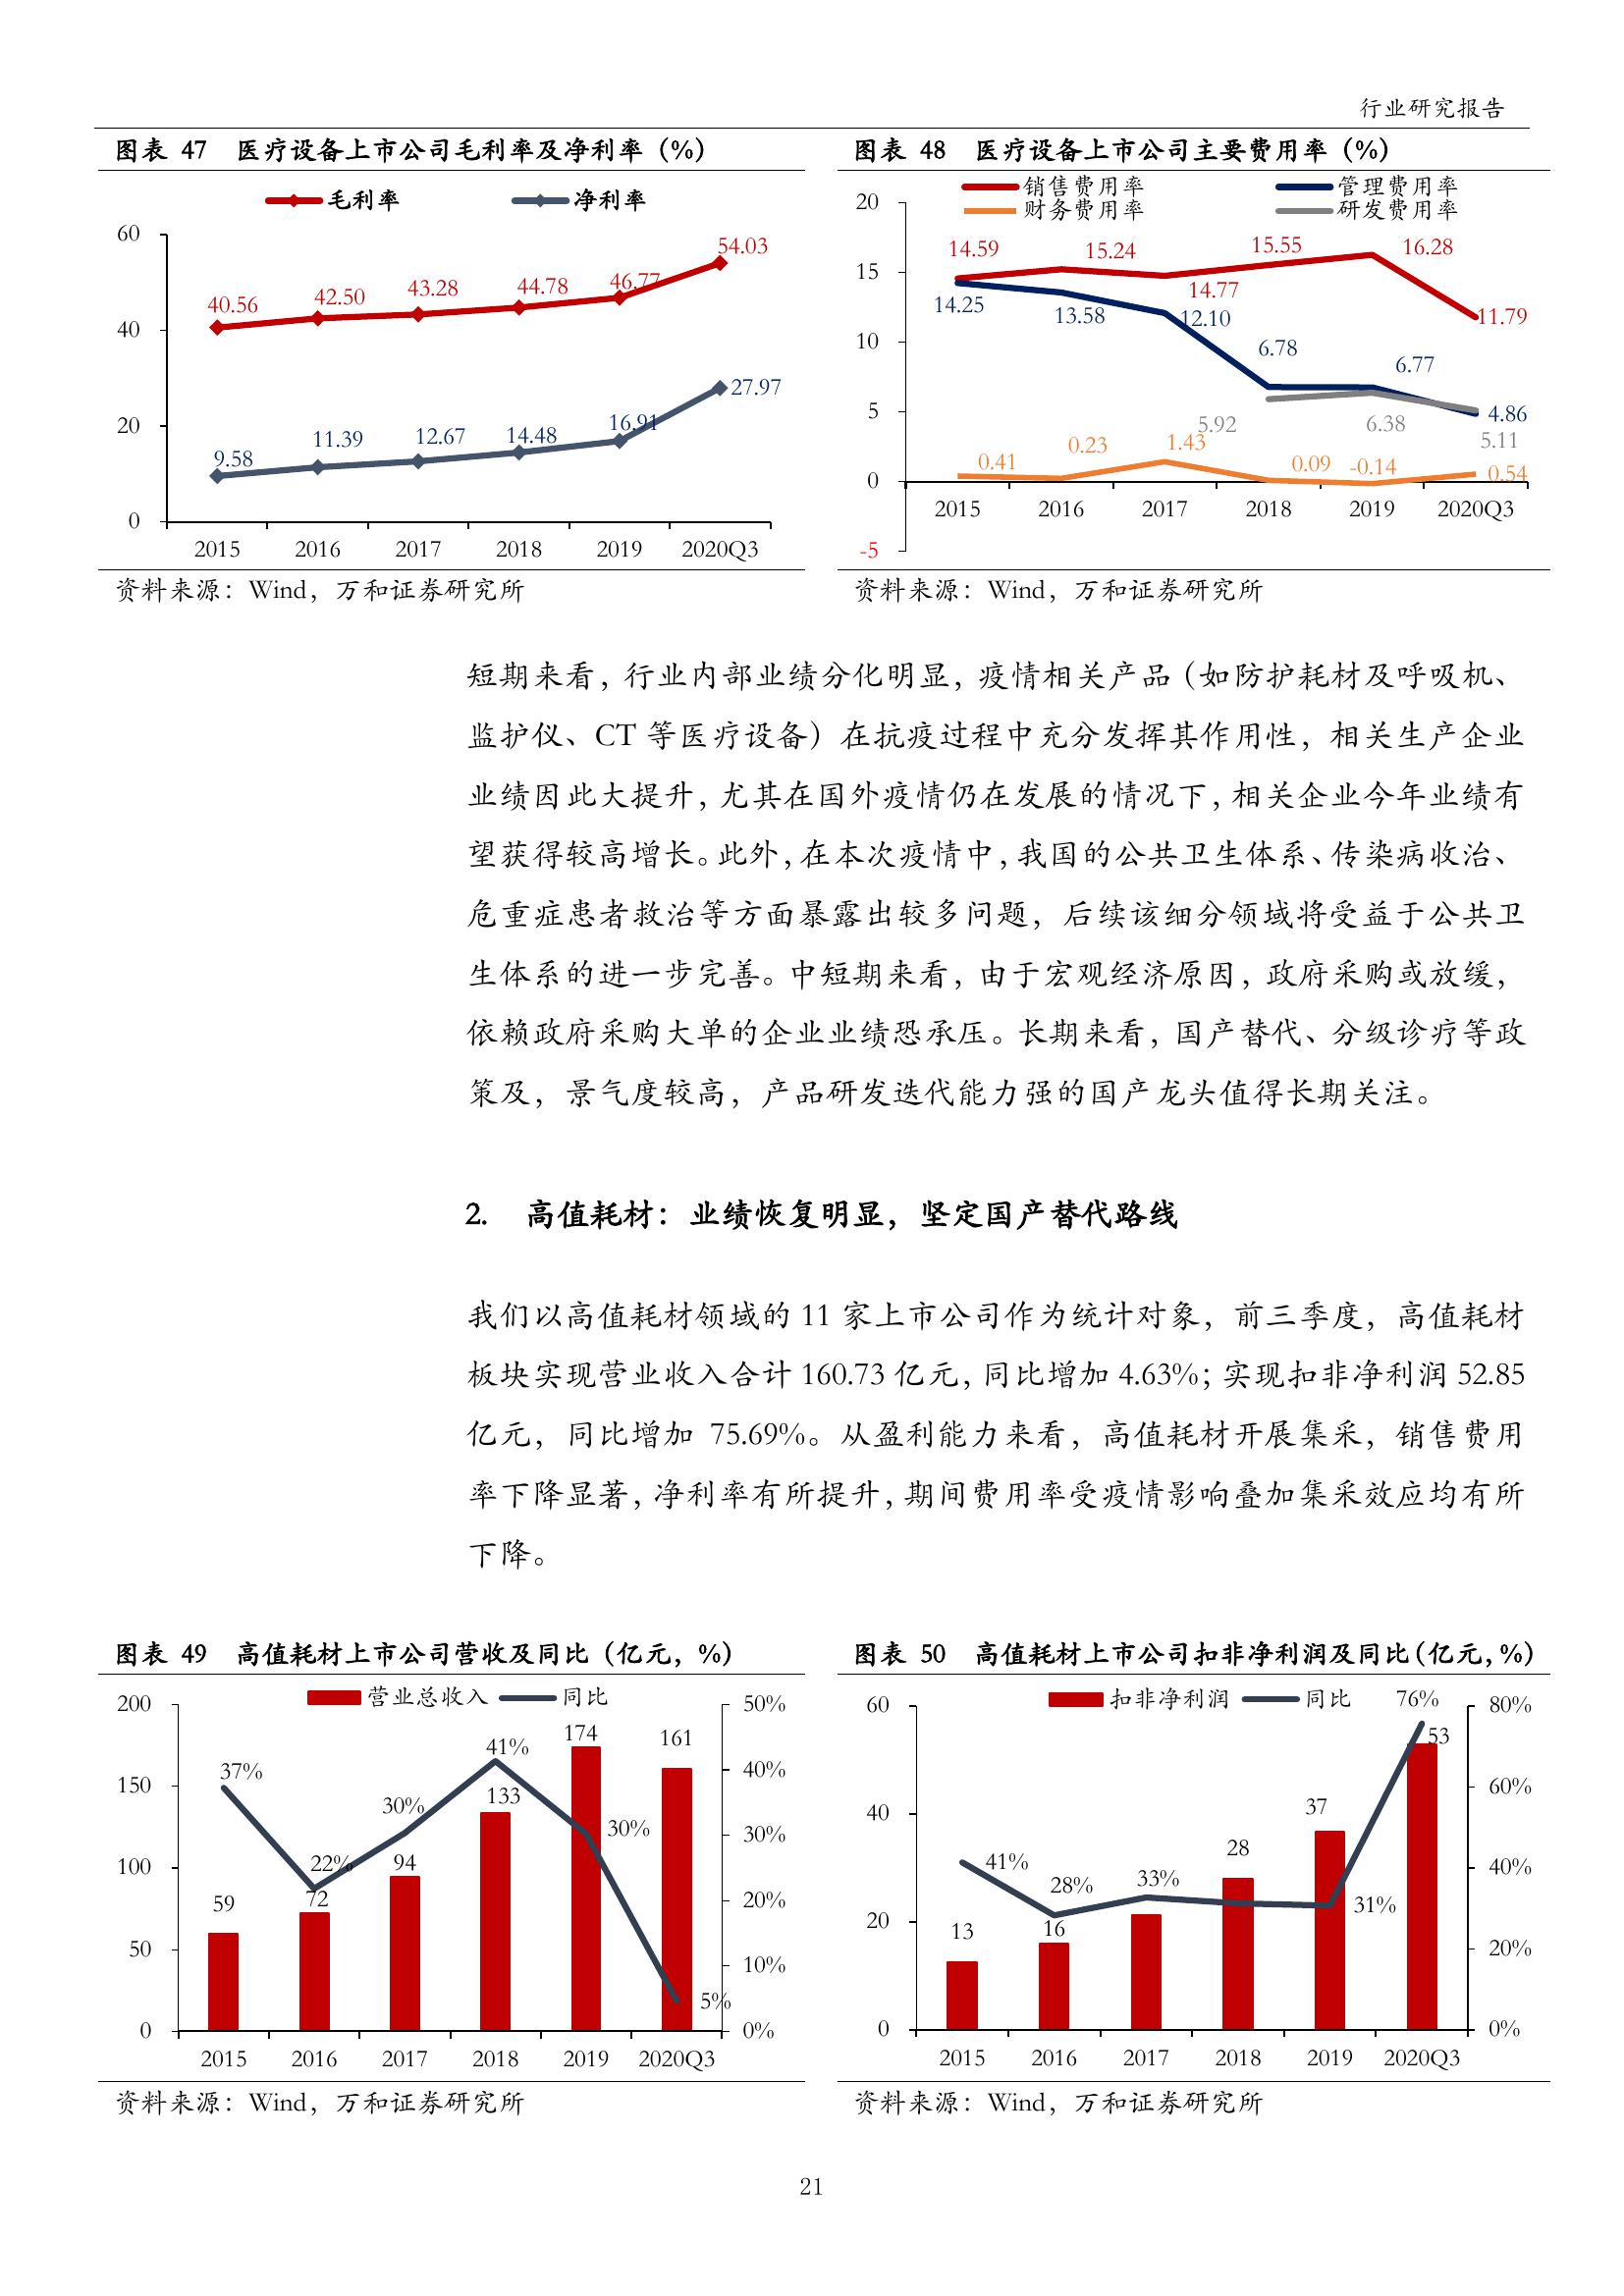 行业研究报告
图表 47 医疗设备上市公司毛利率及净利率（%）
毛利率 净利率
60
40
20
0
40.56 42.50 43.28 44.78 46.77 54.03
9.58 11.39 12.67 14.48 16.91 27.97
2015 2016 2017 2018 2019 2020Q3
资料来源：Wind，万和证券研究所
图表 48 医疗设备上市公司主要费用率（%）
销售费用率 管理费用率
财务费用率 研发费用率
20
15
10
5
0
-5
14.59 15.24 14.77 15.55 16.28 11.79
14.25 13.58 12.10 6.78 6.77 4.86
5.92 6.38 5.11
0.41 0.23 1.43 0.09 -0.14 0.54
2015 2016 2017 2018 2019 2020Q3
资料来源：Wind，万和证券研究所
短期来看，行业内部业绩分化明显，疫情相关产品（如防护耗材及呼吸机、
监护仪、CT 等医疗设备）在抗疫过程中充分发挥其作用性，相关生产企业
业绩因此大提升，尤其在国外疫情仍在发展的情况下，相关企业今年业绩有
望获得较高增长。此外，在本次疫情中，我国的公共卫生体系、传染病收治、
危重症患者救治等方面暴露出较多问题，后续该细分领域将受益于公共卫
生体系的进一步完善。中短期来看，由于宏观经济原因，政府采购或放缓，
依赖政府采购大单的企业业绩恐承压。长期来看，国产替代、分级诊疗等政
策及，景气度较高，产品研发迭代能力强的国产龙头值得长期关注。
2. 高值耗材：业绩恢复明显，坚定国产替代路线
我们以高值耗材领域的 11 家上市公司作为统计对象，前三季度，高值耗材
板块实现营业收入合计 160.73 亿元，同比增加 4.63%；实现扣非净利润 52.85
亿元，同比增加 75.69%。从盈利能力来看，高值耗材开展集采，销售费用
率下降显著，净利率有所提升，期间费用率受疫情影响叠加集采效应均有所
下降。
图表 49 高值耗材上市公司营收及同比（亿元，%）
营业总收入 同比
200
150
100
50
0
50%
40%
30%
20%
10%
0%
59 72 94 133 174 161
37% 22% 30% 41% 30% 5%
2015 2016 2017 2018 2019 2020Q3
资料来源：Wind，万和证券研究所
图表 50 高值耗材上市公司扣非净利润及同比（亿元，%）
扣非净利润 同比
60
40
20
0
80%
60%
40%
20%
0%
13 16 28 37 53
41% 28% 33% 31% 76%
2015 2016 2017 2018 2019 2020Q3
资料来源：Wind，万和证券研究所
21